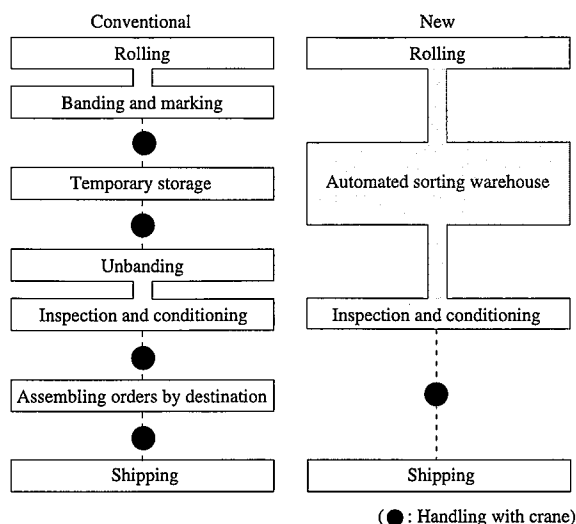 Conventional
Rolling
Banding and marking
Temporary storage
Unbanding
Inspection and conditioning
Assembling orders by destination
Shipping
New
Rolling
Automated sorting warehouse
Inspection and conditioning
Shipping
(●: Handling with crane)